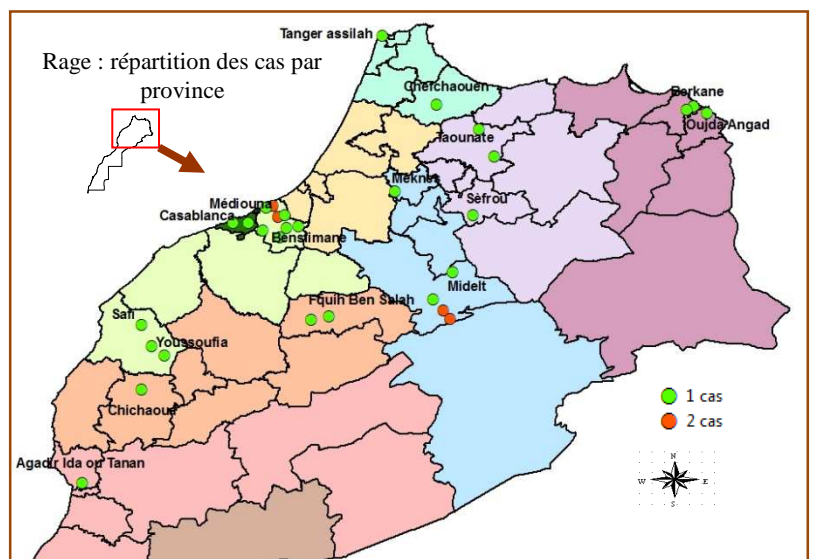 Tanger assilah
Rage : répartition des cas par
province
Chefchaouen
Berkane
Oujda Angad
Taounate
Méknes
Séfrou
Médiouna
Casablanca
Benslimane
Midelt
Fquih Ben Salah
Safi
Youssoufia
Chichaoua
Agadir Ida ou Tanan
1 cas
2 cas
N
W E
S